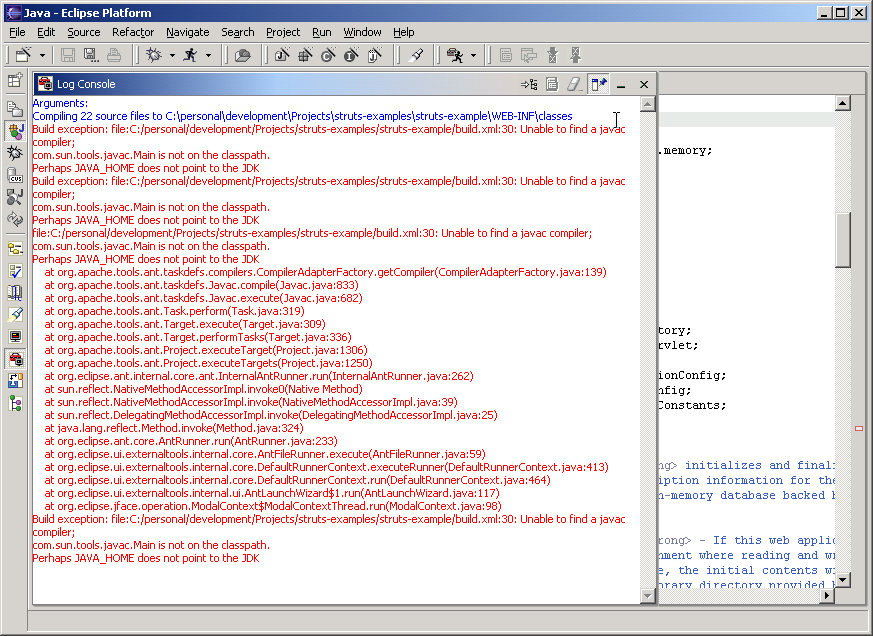 Java - Eclipse Platform
File Edit Source Refactor Navigate Search Project Run Window Help
Log Console
Arguments:
Compiling 22 source files to C:\personal\development\Projects\struts-examples\struts-example\WEB-INF\classes
Build exception: file:C:/personal/development/Projects/struts-examples/struts-example/build.xml:30: Unable to find a javac
compiler;
com.sun.tools.javac.Main is not on the classpath.
Perhaps JAVA_HOME does not point to the JDK
Build exception: file:C:/personal/development/Projects/struts-examples/struts-example/build.xml:30: Unable to find a javac
compiler;
com.sun.tools.javac.Main is not on the classpath.
Perhaps JAVA_HOME does not point to the JDK
file:C:/personal/development/Projects/struts-examples/struts-example/build.xml:30: Unable to find a javac compiler;
com.sun.tools.javac.Main is not on the classpath.
Perhaps JAVA_HOME does not point to the JDK
at org.apache.tools.ant.taskdefs.compilers.CompilerAdapterFactory.getCompiler(CompilerAdapterFactory.java:139)
at org.apache.tools.ant.taskdefs.Javac.compile(Javac.java:833)
at org.apache.tools.ant.taskdefs.Javac.execute(Javac.java:682)
at org.apache.tools.ant.Task.perform(Task.java:319)
at org.apache.tools.ant.Target.execute(Target.java:309)
at org.apache.tools.ant.Target.performTasks(Target.java:336)
at org.apache.tools.ant.Project.executeTarget(Project.java:1306)
at org.apache.tools.ant.Project.executeTargets(Project.java:1250)
at org.eclipse.ant.internal.core.ant.InternalAntRunner.run(InternalAntRunner.java:262)
at sun.reflect.NativeMethodAccessorImpl.invoke0(Native Method)
at sun.reflect.NativeMethodAccessorImpl.invoke(NativeMethodAccessorImpl.java:39)
at sun.reflect.DelegatingMethodAccessorImpl.invoke(DelegatingMethodAccessorImpl.java:25)
at java.lang.reflect.Method.invoke(Method.java:324)
at org.eclipse.ant.core.AntRunner.run(AntRunner.java:233)
at org.eclipse.ui.externaltools.internal.core.AntFileRunner.execute(AntFileRunner.java:59)
at org.eclipse.ui.externaltools.internal.core.DefaultRunnerContext.executeRunner(DefaultRunnerContext.java:413)
at org.eclipse.ui.externaltools.internal.core.DefaultRunnerContext.run(DefaultRunnerContext.java:464)
at org.eclipse.ui.externaltools.internal.ui.AntLaunchWizard$1.run(AntLaunchWizard.java:117)
at org.eclipse.jface.operation.ModalContext$ModalContextThread.run(ModalContext.java:98)
Build exception: file:C:/personal/development/Projects/struts-examples/struts-example/build.xml:30: Unable to find a javac
compiler;
com.sun.tools.javac.Main is not on the classpath.
Perhaps JAVA_HOME does not point to the JDK
.memory;
tory;
rvlet;
ionConfig;
nfig;
Constants;
ng> initializes and finali
iption information for the
n-memory database backed b
rong> - If this web applic
nment where reading and wr
e, the initial contents wi
orary directory provided b